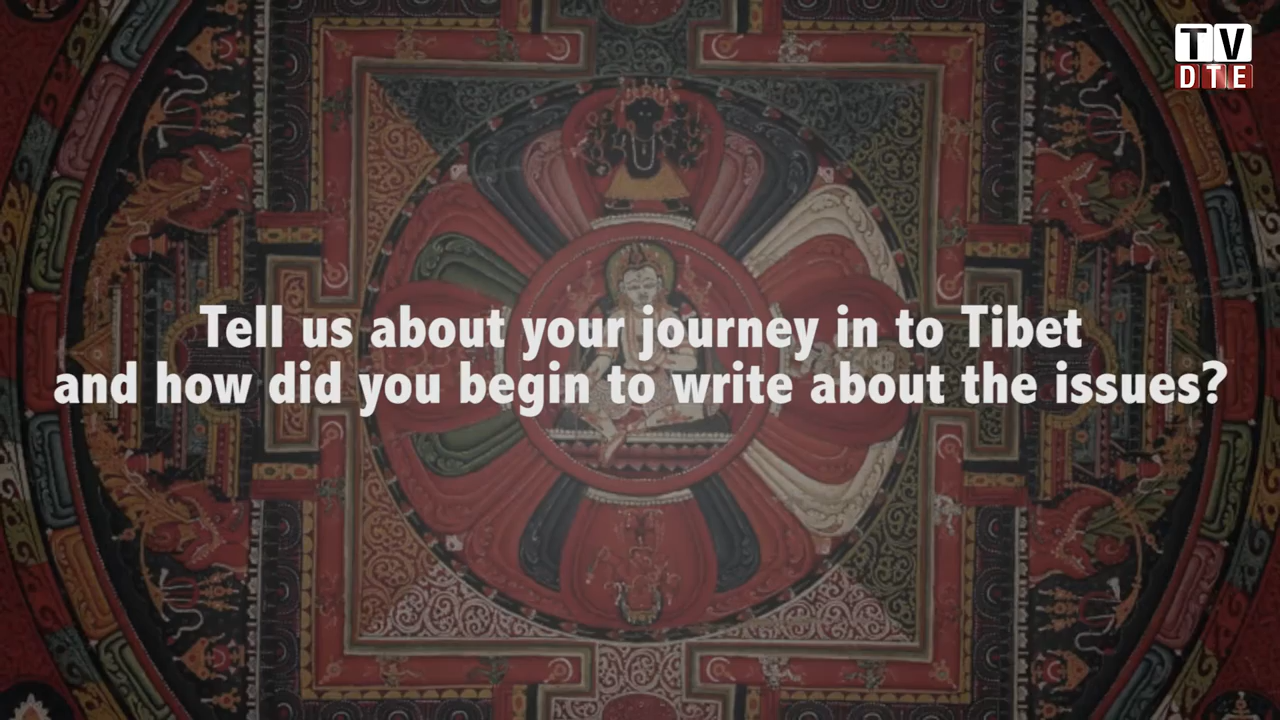 TV
DTE
Tell us about your journey in to Tibet
and how did you begin to write about the issues?